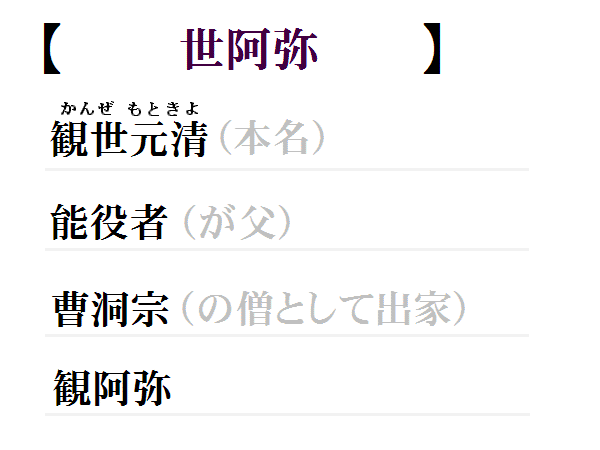 【 世阿弥 】
かんぜ もときよ
観世元清（本名）
能役者（が父）
曹洞宗（の僧として出家）
観阿弥